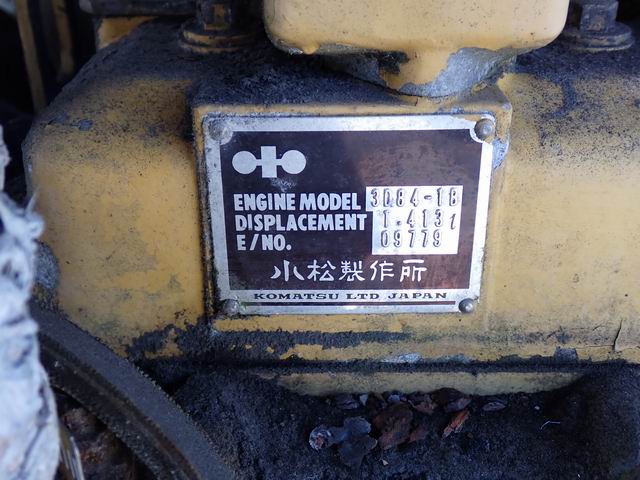 ENGINE MODEL 3D84-1B
DISPLACEMENT 1.413ℓ
E/NO. 09779
小松製作所
KOMATSU LTD JAPAN